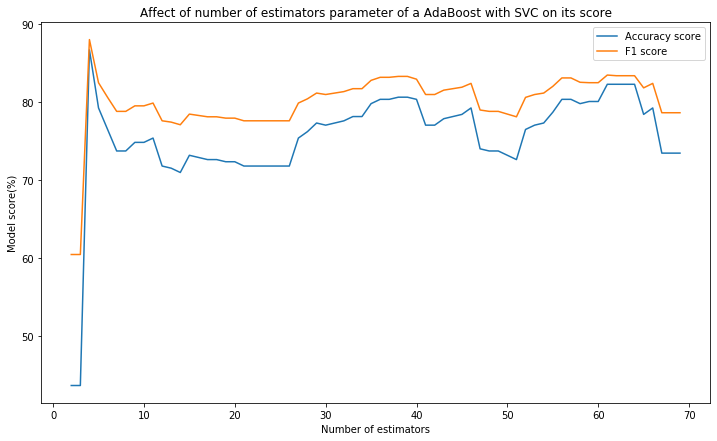 Affect of number of estimators parameter of a AdaBoost with SVC on its score
Accuracy score
F1 score
Model score(%)
90
80
70
60
50
0
10
20
30
40
50
60
70
Number of estimators